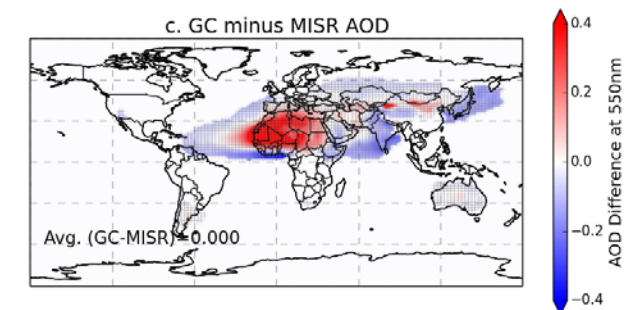 c. GC minus MISR AOD
Avg. (GC-MISR)=0.000
0.4
0.2
0.0
−0.2
−0.4
AOD Difference at 550nm